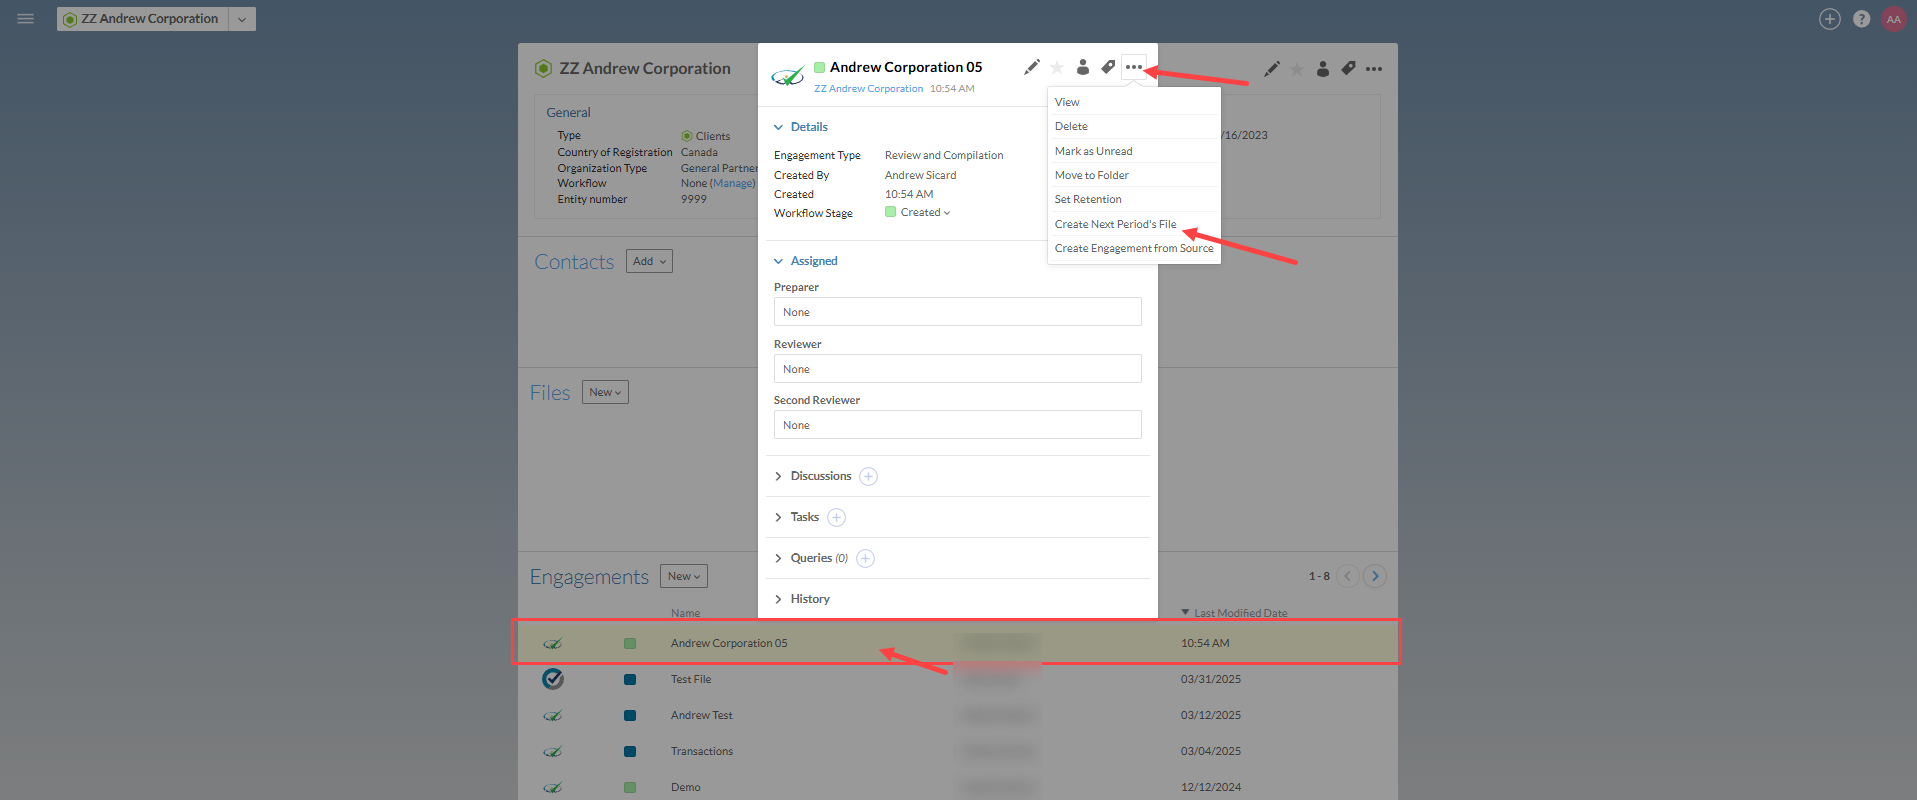 ZZ Andrew Corporation
?
AA
ZZ Andrew Corporation
General
Type Clients
Country of Registration Canada
Organization Type General Partner
Workflow None (Manage)
Entity number 9999
/16/2023
Andrew Corporation 05
ZZ Andrew Corporation 10:54 AM
View
Delete
Mark as Unread
Move to Folder
Set Retention
Create Next Period's File
Create Engagement from Source
Details
Engagement Type Review and Compilation
Created By Andrew Sicard
Created 10:54 AM
Workflow Stage Created
Assigned
Preparer
None
Reviewer
None
Second Reviewer
None
Discussions
Tasks
Queries (0)
History
Contacts Add
Files New
Engagements New
1 - 8
Name Last Modified Date
Andrew Corporation 05 10:54 AM
Test File 03/31/2025
Andrew Test 03/12/2025
Transactions 03/04/2025
Demo 12/12/2024